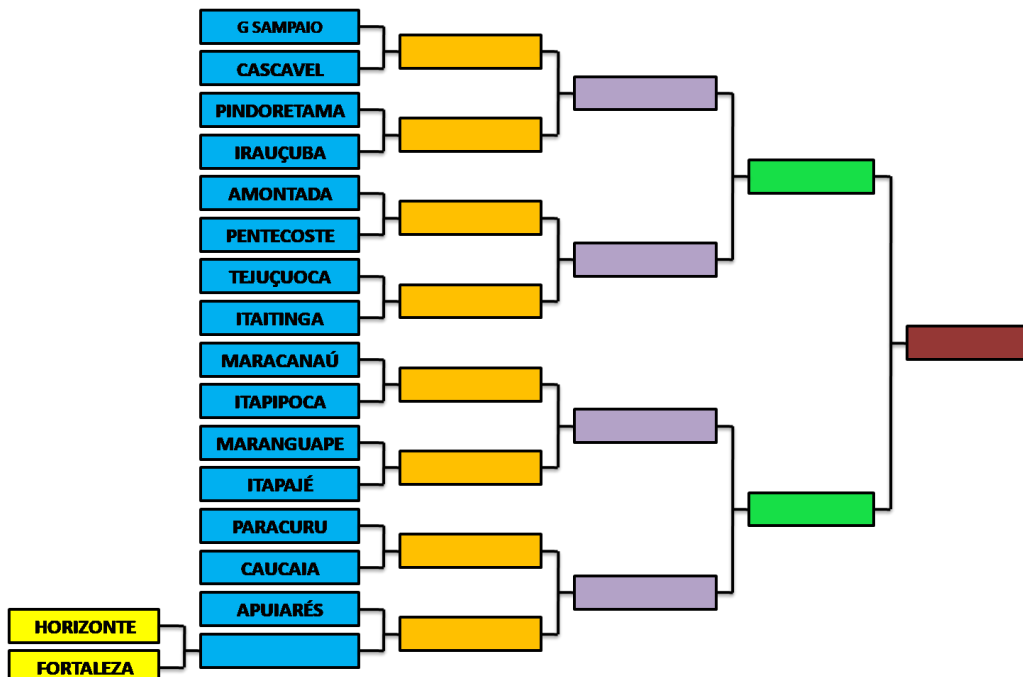 G SAMPAIO
CASCAVEL
PINDORETAMA
IRAUÇUBA
AMONTADA
PENTECOSTE
TEJUÇUOCA
ITAITINGA
MARACANAÚ
ITAPIPOCA
MARANGUAPE
ITAPAJÉ
PARACURU
CAUCAIA
APUIARÉS
HORIZONTE
FORTALEZA